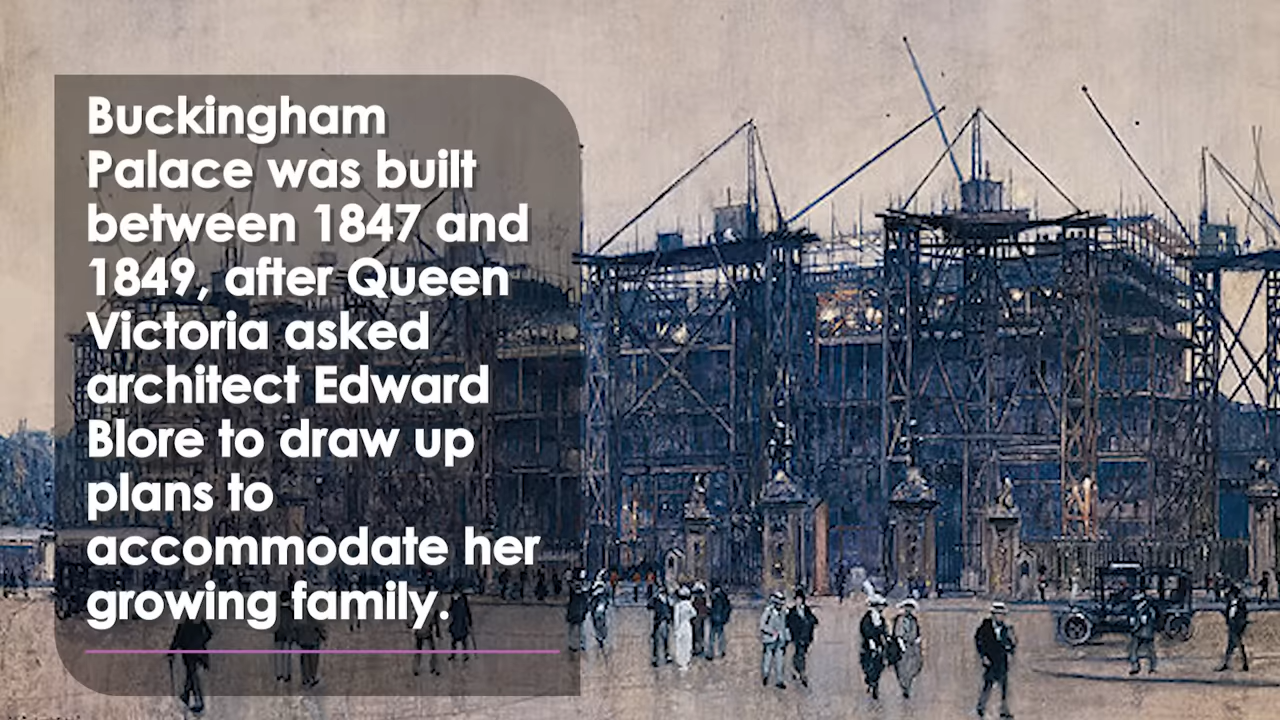 Buckingham
Palace was built
between 1847 and
1849, after Queen
Victoria asked
architect Edward
Blore to draw up
plans to
accommodate her
growing family.